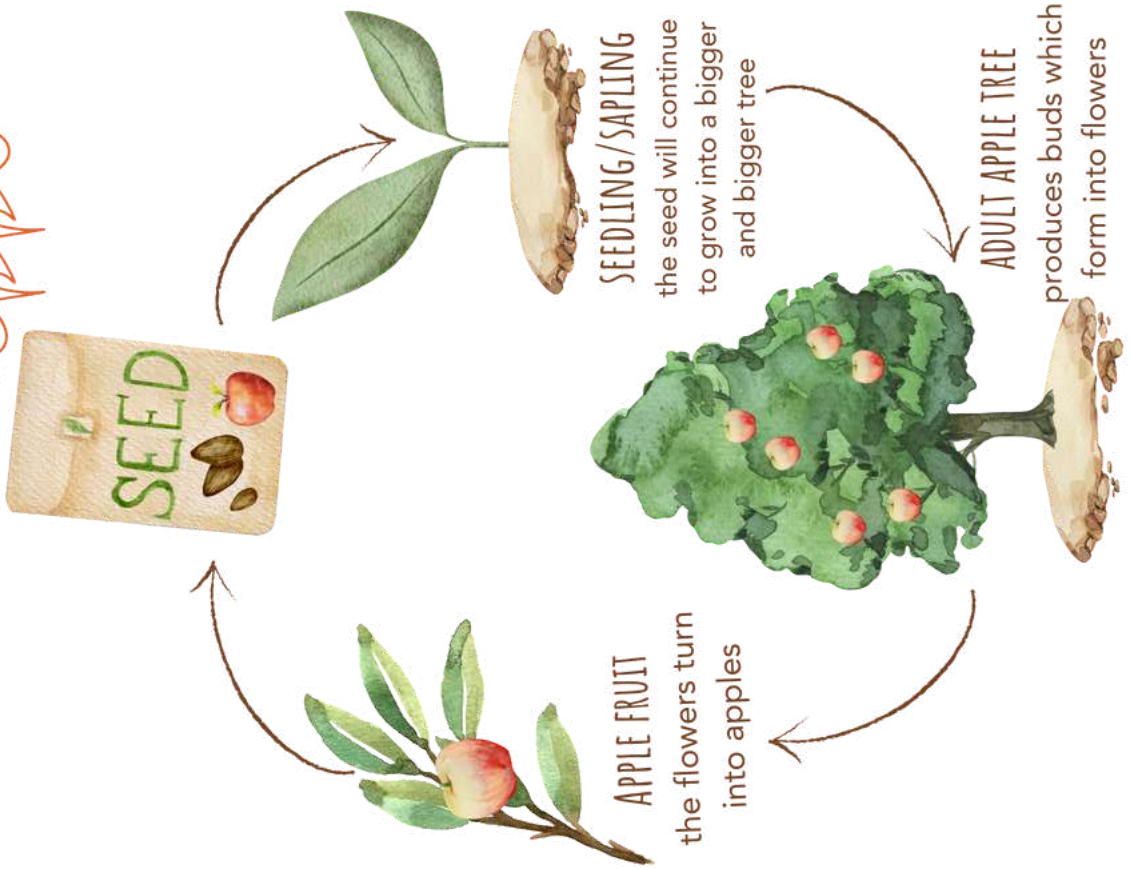 SEED
SEEDLING/SAPLING
the seed will continue
to grow into a bigger
and bigger tree
ADULT APPLE TREE
produces buds which
form into flowers
APPLE FRUIT
the flowers turn
into apples